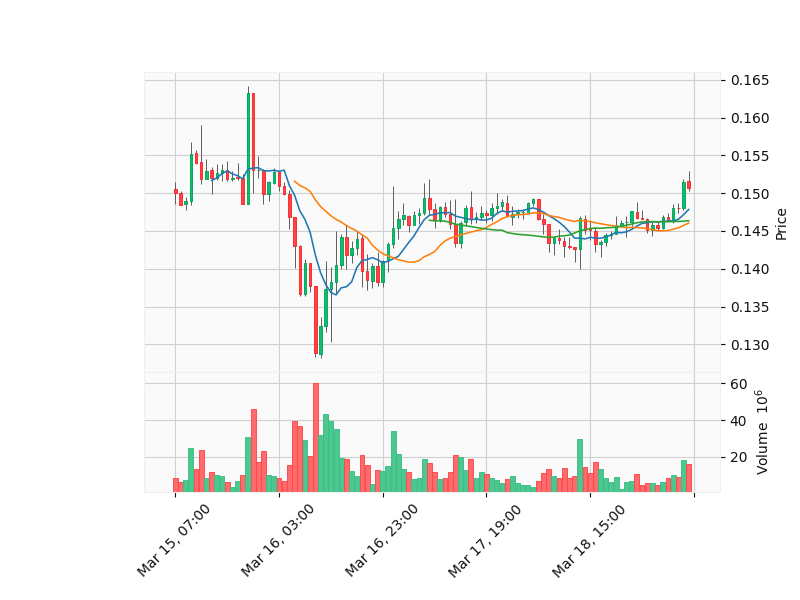 0.165
0.160
0.155
0.150
0.145
0.140
0.135
0.130
Price
60
40
20
Volume 10^6
Mar 15, 07:00
Mar 16, 03:00
Mar 16, 23:00
Mar 17, 19:00
Mar 18, 15:00